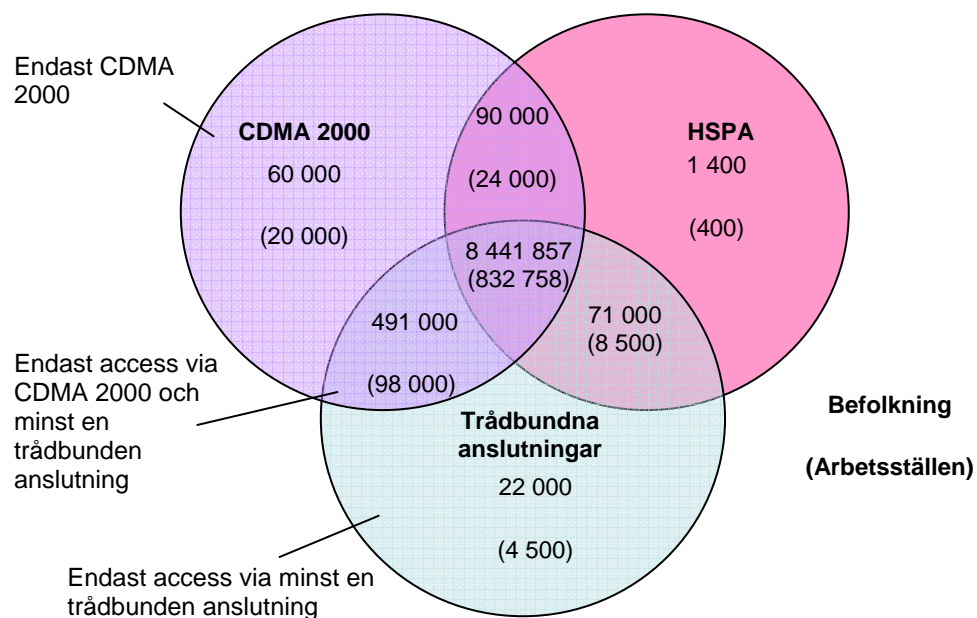 Endast CDMA
2000
CDMA 2000
60 000
(20 000)
90 000
(24 000)
HSPA
1 400
(400)
8 441 857
(832 758)
491 000
(98 000)
71 000
(8 500)
Endast access via
CDMA 2000 och
minst en
trådbunden
anslutning
Trådbundna
anslutningar
22 000
(4 500)
Befolkning
(Arbetsställen)
Endast access via minst en
trådbunden anslutning